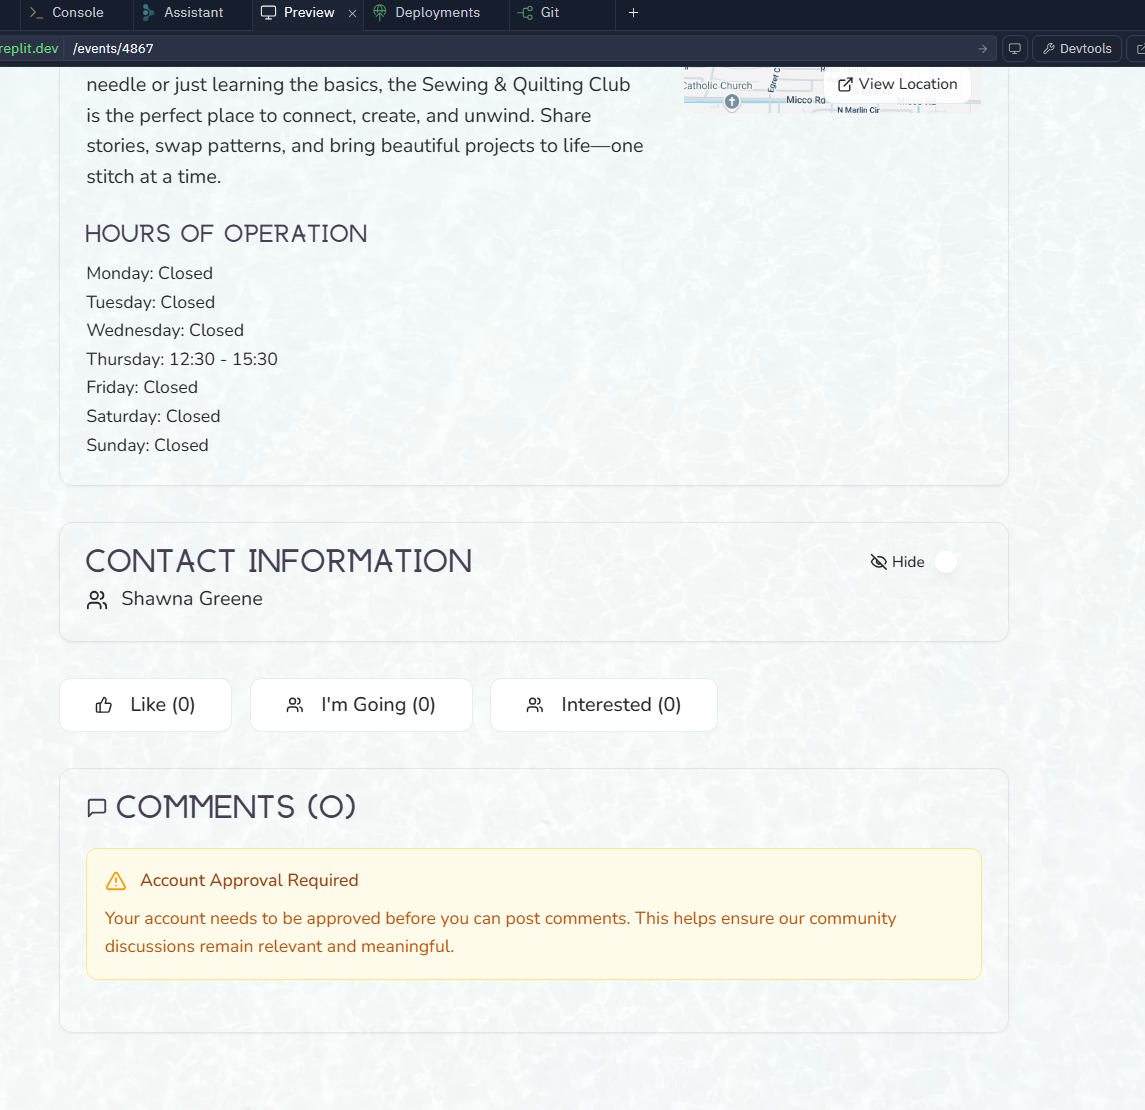 Console
Assistant
Preview
Deployments
Git
replit.dev /events/4867
Devtools
needle or just learning the basics, the Sewing & Quilting Club
is the perfect place to connect, create, and unwind. Share
stories, swap patterns, and bring beautiful projects to life—one
stitch at a time.
Catholic Church
Egret C
Micco Rd
N Marlin Cir
View Location
HOURS OF OPERATION
Monday: Closed
Tuesday: Closed
Wednesday: Closed
Thursday: 12:30 - 15:30
Friday: Closed
Saturday: Closed
Sunday: Closed
CONTACT INFORMATION
Hide
Shawna Greene
Like (0)
I'm Going (0)
Interested (0)
COMMENTS (0)
Account Approval Required
Your account needs to be approved before you can post comments. This helps ensure our community
discussions remain relevant and meaningful.